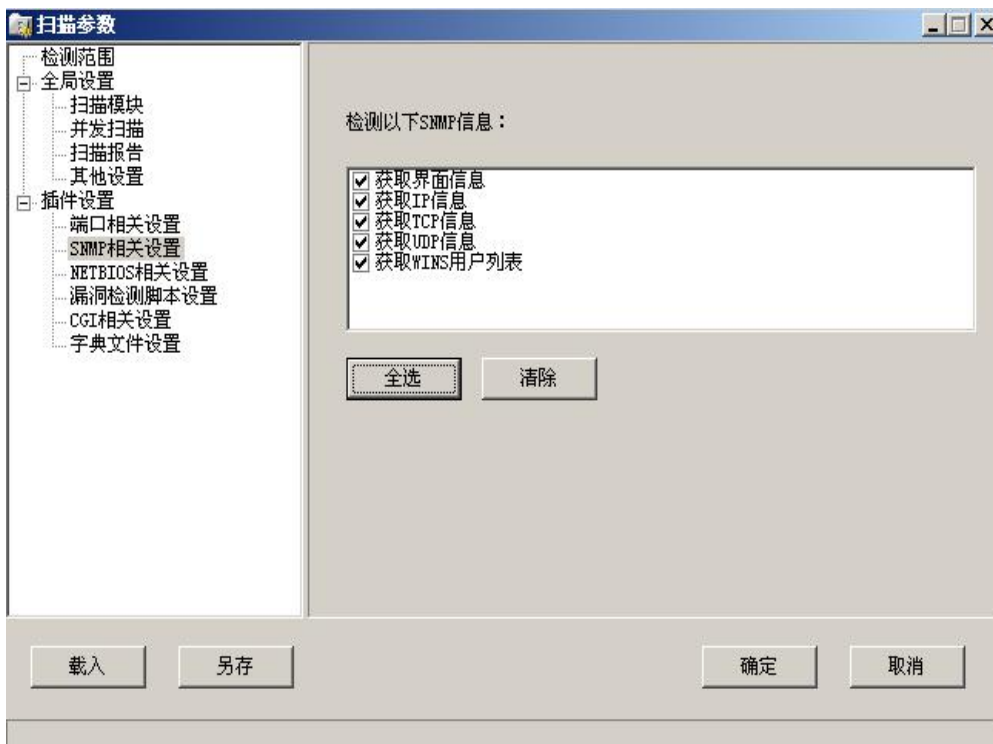 扫描参数
检测范围
全局设置
扫描模块
并发扫描
扫描报告
其他设置
插件设置
端口相关设置
SNMP相关设置
NETBIOS相关设置
漏洞检测脚本设置
CGI相关设置
字典文件设置
检测以下SNMP信息：
获取界面信息
获取IP信息
获取TCP信息
获取UDP信息
获取WINS用户列表
全选 清除
载入 另存 确定 取消